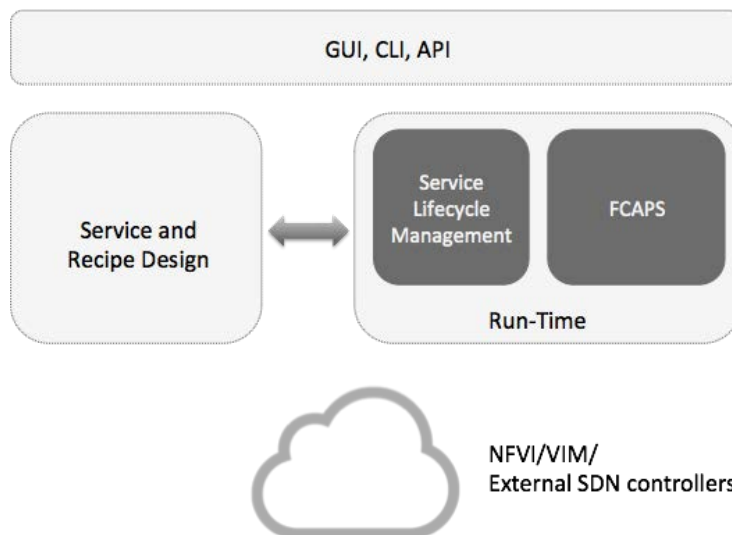 GUI, CLI, API
Service and
Recipe Design
Service
Lifecycle
Management
FCAPS
Run-Time
NFVI/VIM/
External SDN controllers